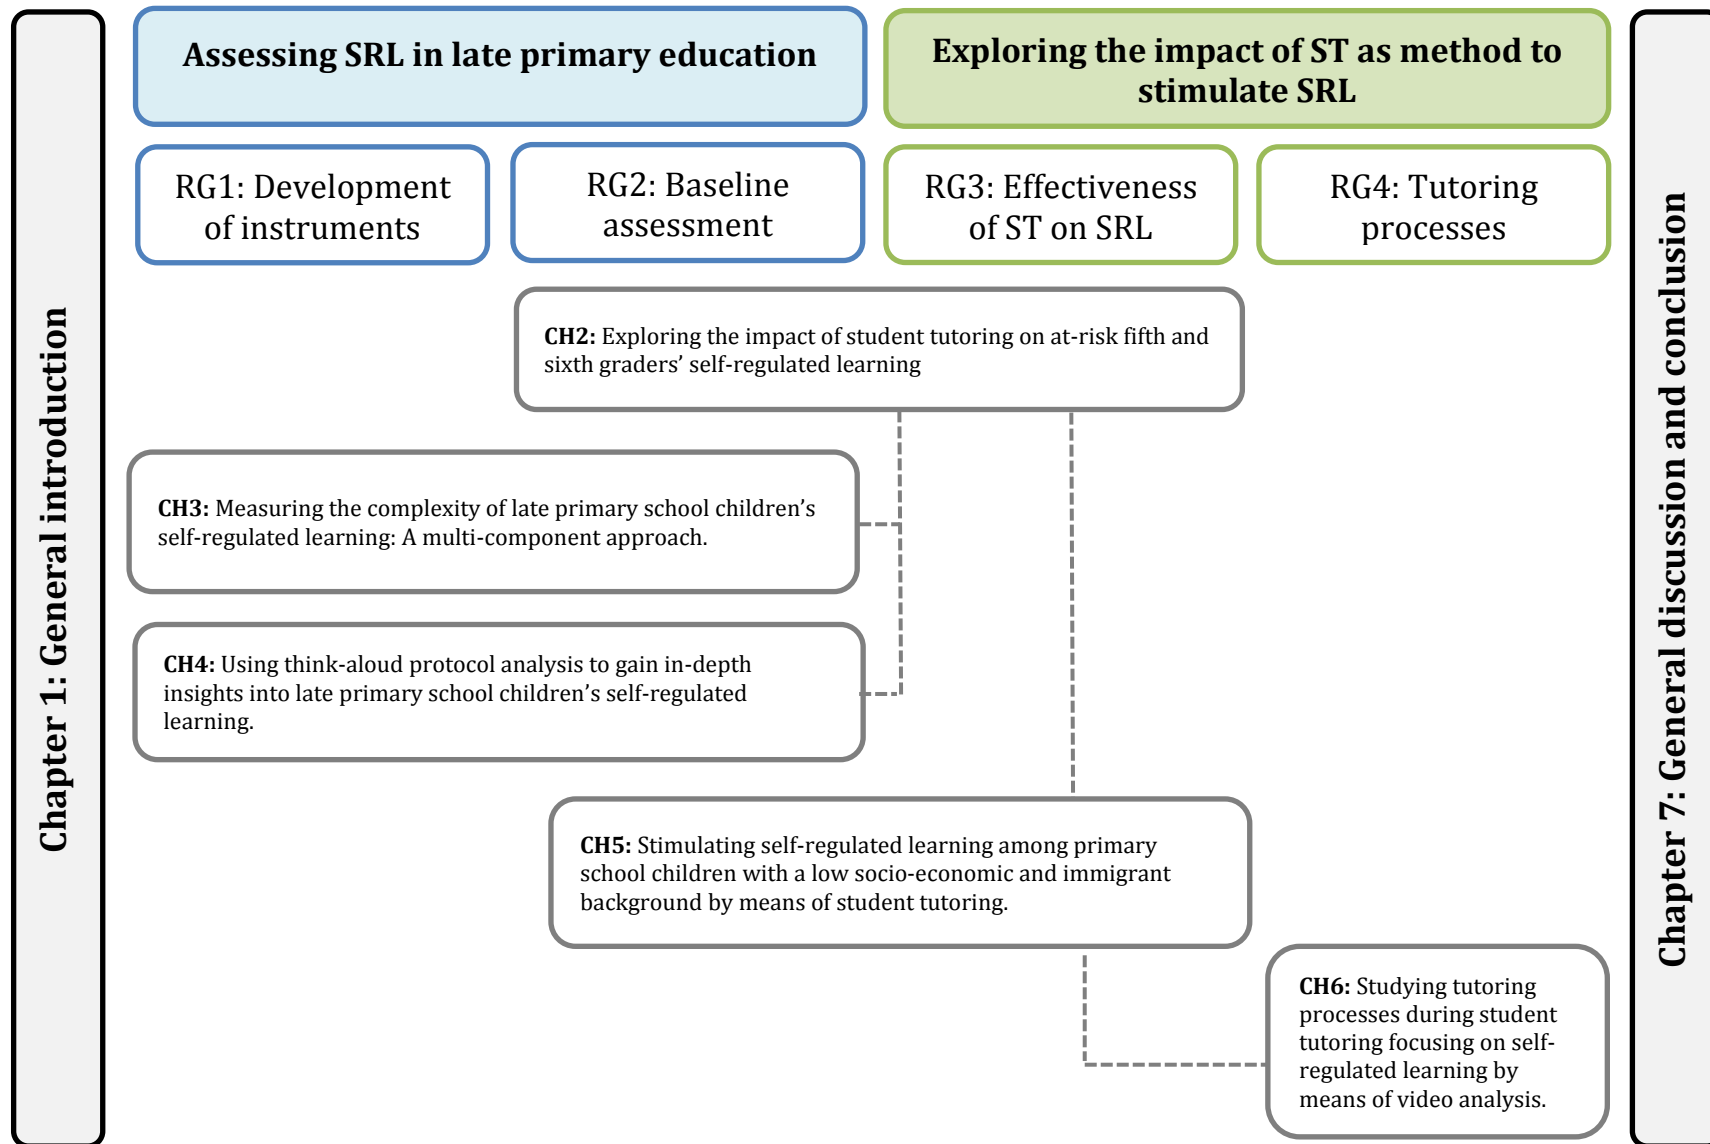 Chapter 1: General introduction
Assessing SRL in late primary education
Exploring the impact of ST as method to
stimulate SRL
RG1: Development
of instruments
RG2: Baseline
assessment
RG3: Effectiveness
of ST on SRL
RG4: Tutoring
processes
CH2: Exploring the impact of student tutoring on at-risk fifth and
sixth graders’ self-regulated learning
CH3: Measuring the complexity of late primary school children’s
self-regulated learning: A multi-component approach.
CH4: Using think-aloud protocol analysis to gain in-depth
insights into late primary school children’s self-regulated
learning.
CH5: Stimulating self-regulated learning among primary
school children with a low socio-economic and immigrant
background by means of student tutoring.
CH6: Studying tutoring
processes during student
tutoring focusing on self-
regulated learning by
means of video analysis.
Chapter 7: General discussion and conclusion